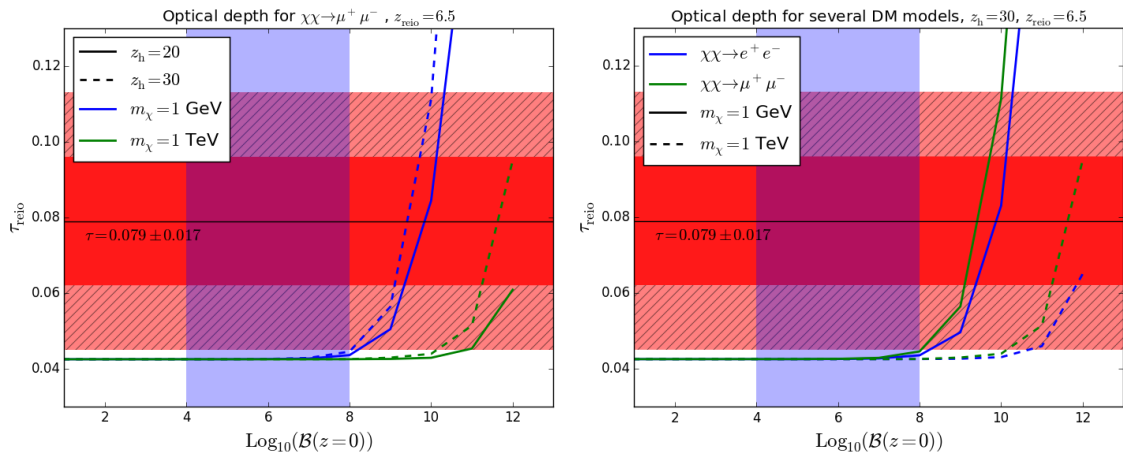 Optical depth for χχ→μ⁺ μ⁻ , z_reio = 6.5
z_h = 20
z_h = 30
m_χ = 1 GeV
m_χ = 1 TeV
τ = 0.079 ± 0.017
0.12
0.10
0.08
0.06
0.04
τ_reio
2 4 6 8 10 12
Log₁₀(ℬ(z = 0))
Optical depth for several DM models, z_h = 30, z_reio = 6.5
χχ→e⁺ e⁻
χχ→μ⁺ μ⁻
m_χ = 1 GeV
m_χ = 1 TeV
τ = 0.079 ± 0.017
0.12
0.10
0.08
0.06
0.04
τ_reio
2 4 6 8 10 12
Log₁₀(ℬ(z = 0))